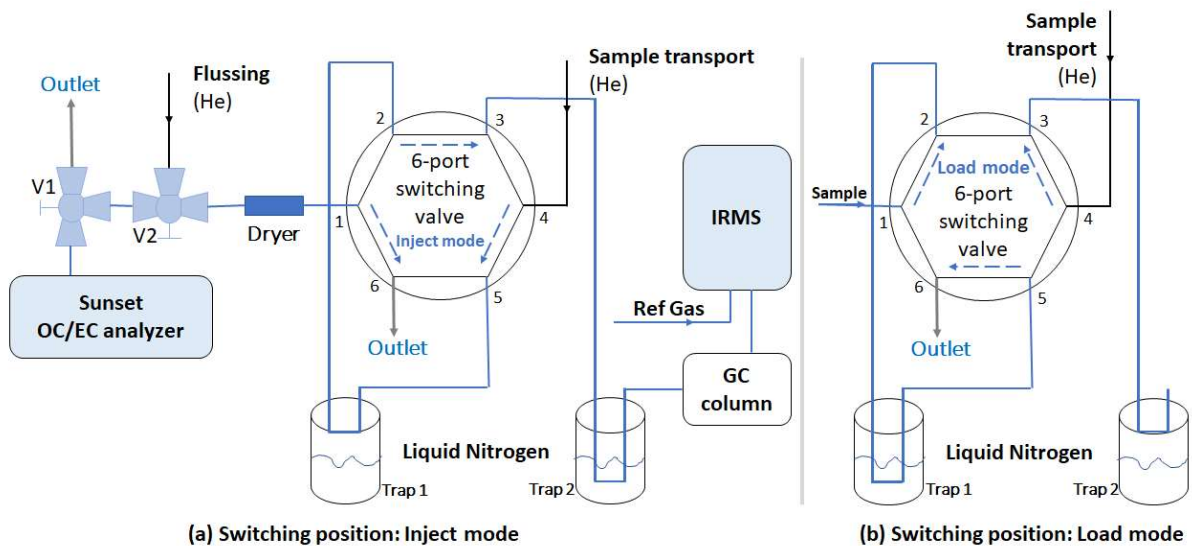 Outlet
Flussing
(He)
V1
V2
Dryer
Sunset
OC/EC analyzer
1
2
3
4
5
6
6-port
switching
valve
Inject mode
Outlet
Sample transport
(He)
IRMS
Ref Gas
GC
column
Liquid Nitrogen
Trap 1
Trap 2
(a) Switching position: Inject mode
Sample
transport
(He)
Sample
1
2
3
4
5
6
Load mode
6-port
switching
valve
Outlet
Liquid Nitrogen
Trap 1
Trap 2
(b) Switching position: Load mode